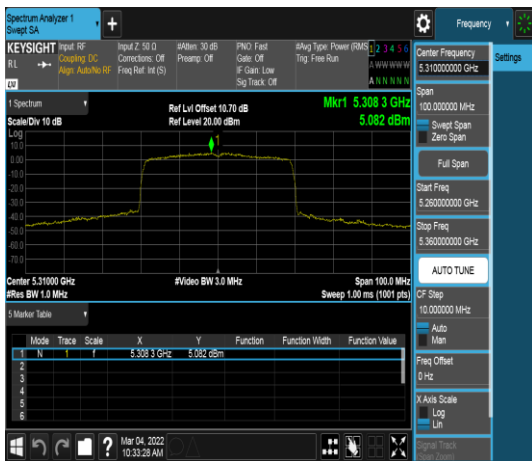 Spectrum Analyzer 1
Swept SA
Frequency
KEYSIGHT
Input: RF
Coupling: DC
Align: Auto/No RF
Input Z: 50 Ω
Corrections: Off
Freq Ref: Int (S)
#Atten: 30 dB
Preamp: Off
PNO: Fast
Gate: Off
IF Gain: Low
Sig Track: Off
#Avg Type: Power (RMS
Trig: Free Run
1 2 3 4 5 6
A W W W W W
A N N N N N
R L
LXI
1 Spectrum
Scale/Div 10 dB
Ref Lvl Offset 10.70 dB
Ref Level 20.00 dBm
Mkr1 5.308 3 GHz
5.082 dBm
Log
10.0
0.00
-10.0
-20.0
-30.0
-40.0
-50.0
-60.0
-70.0
1
Center 5.31000 GHz
#Res BW 1.0 MHz
#Video BW 3.0 MHz
Span 100.0 MHz
Sweep 1.00 ms (1001 pts)
5 Marker Table
Mode Trace Scale X Y Function Function Width Function Value
1 N 1 f 5.308 3 GHz 5.082 dBm
2
3
4
5
6
Mar 04, 2022
10:33:28 AM
Center Frequency
5.310000000 GHz
Settings
Span
100.000000 MHz
Swept Span
Zero Span
Full Span
Start Freq
5.260000000 GHz
Stop Freq
5.360000000 GHz
AUTO TUNE
CF Step
10.000000 MHz
Auto
Man
Freq Offset
0 Hz
X Axis Scale
Log
Lin
Signal Track
(Span Zoom)